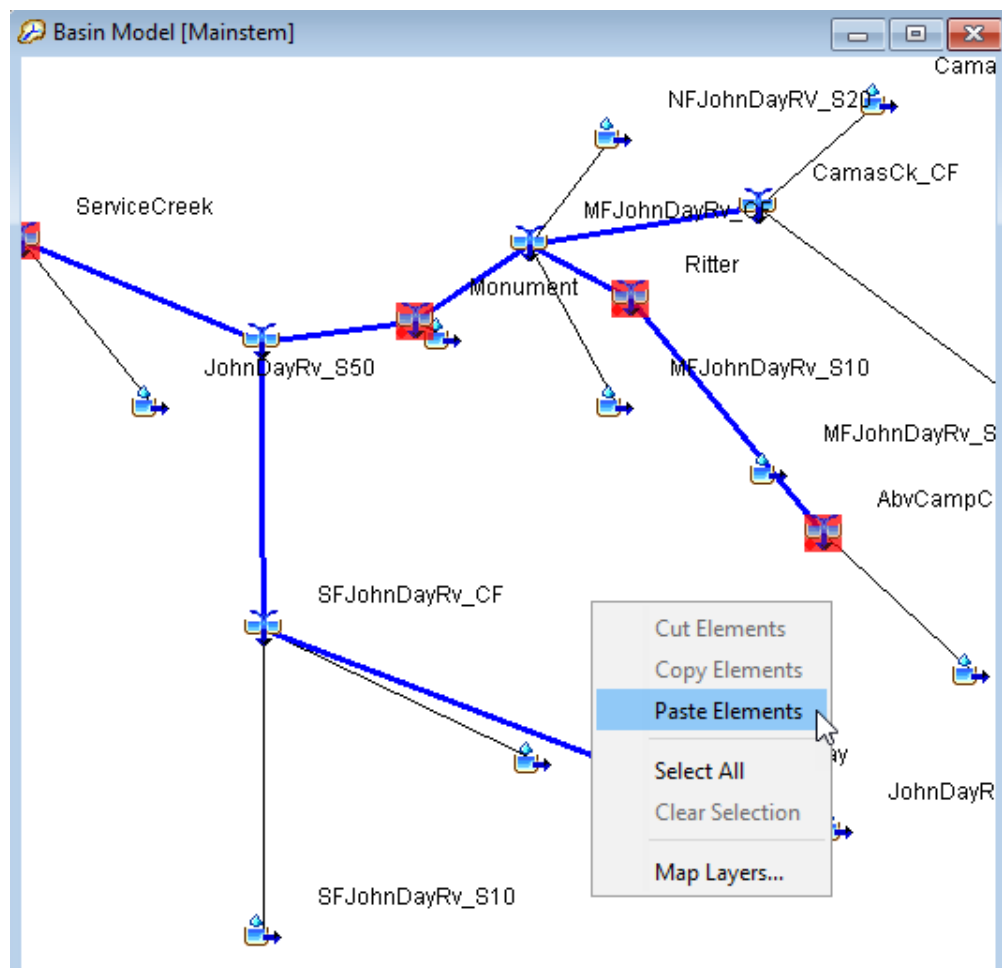 Basin Model [Mainstem]
Cama
NFJohnDayRV_S20
CamasCk_CF
ServiceCreek
MFJohnDayRv_CF
Ritter
Monument
JohnDayRv_S50
MFJohnDayRv_S10
MFJohnDayRv_S
AbvCampC
SFJohnDayRv_CF
Cut Elements
Copy Elements
Paste Elements
ay
Select All
JohnDayR
Clear Selection
Map Layers...
SFJohnDayRv_S10